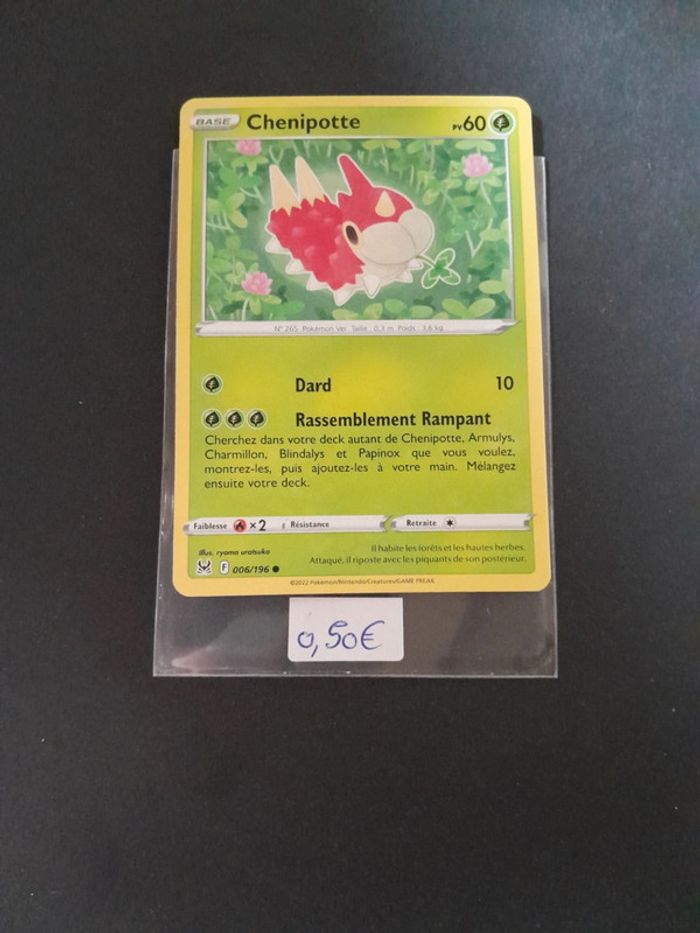 BASE Chenipotte PV60
N° 265 Pokémon Ver Taille : 0,3 m Poids : 3,6 kg
Dard 10
Rassemblement Rampant
Cherchez dans votre deck autant de Chenipotte, Armulys,
Charmillon, Blindalys et Papinox que vous voulez,
montrez-les, puis ajoutez-les à votre main. Mélangez
ensuite votre deck.
Faiblesse ×2 Résistance Retraite
Illus. ryoma uratsuka
F 006/196
Il habite les forêts et les hautes herbes.
Attaqué, il riposte avec les piquants de son postérieur.
©2022 Pokémon/Nintendo/Creatures/GAME FREAK
0,50€